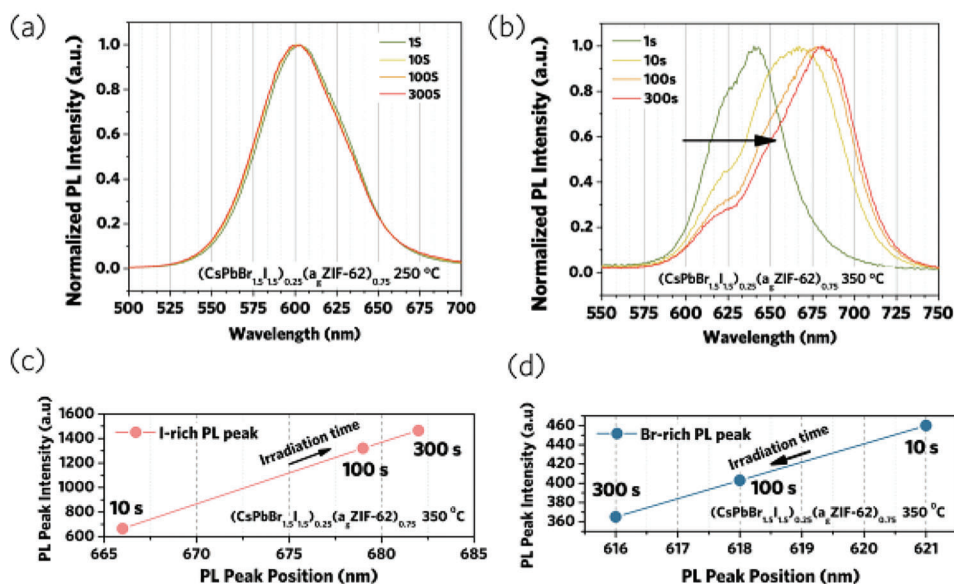 (a)
Normalized PL Intensity (a.u.)
1.0
0.8
0.6
0.4
0.2
0.0
1S
10S
100S
300S
(CsPbBr1.5I1.5)0.25(agZIF-62)0.75 250 ºC
500 525 550 575 600 625 650 675 700
Wavelength (nm)
(b)
Normalized PL Intensity (a.u.)
1.0
0.8
0.6
0.4
0.2
0.0
1s
10s
100s
300s
(CsPbBr1.5I1.5)0.25(agZIF-62)0.75 350 ºC
550 575 600 625 650 675 700 725 750
Wavelength (nm)
(c)
PL Peak Intensity (a.u)
1600
1400
1200
1000
800
600
I-rich PL peak
Irradiation time
10 s
100 s
300 s
(CsPbBr1.5I1.5)0.25(agZIF-62)0.75 350 ºC
665 670 675 680 685
PL Peak Position (nm)
(d)
PL Peak Intensity (a.u)
460
440
420
400
380
360
Br-rich PL peak
Irradiation time
10 s
100 s
300 s
(CsPbBr1.5I1.5)0.25(agZIF-62)0.75 350 ºC
616 617 618 619 620 621
PL Peak Position (nm)